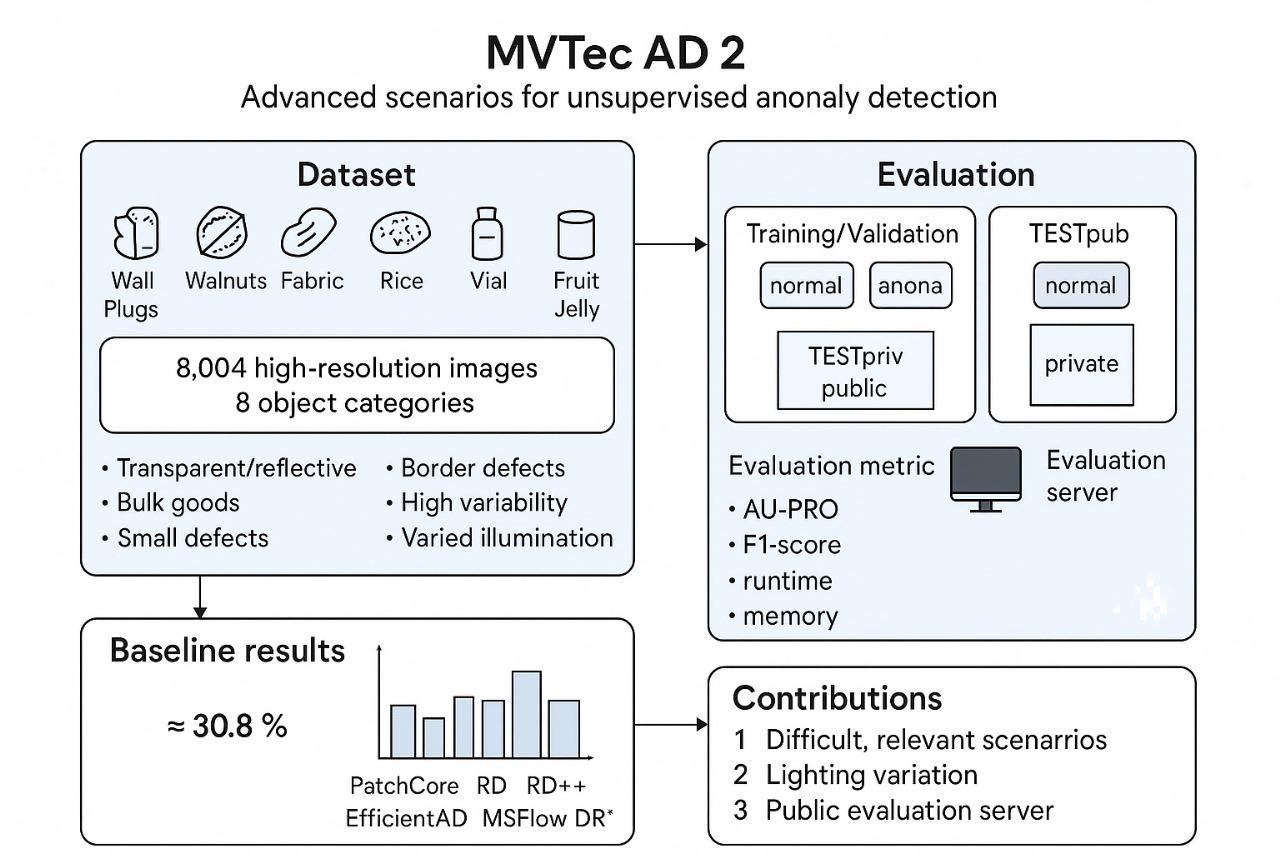 MVTec AD 2
Advanced scenarios for unsupervised anonaly detection
Dataset
Wall Plugs
Walnuts
Fabric
Rice
Vial
Fruit Jelly
8,004 high-resolution images
8 object categories
• Transparent/reflective
• Bulk goods
• Small defects
• Border defects
• High variability
• Varied illumination
Evaluation
Training/Validation
normal
anona
TESTpriv
public
TESTpub
normal
private
Evaluation metric
• AU-PRO
• F1-score
• runtime
• memory
Evaluation
server
Baseline results
≈ 30.8 %
PatchCore RD RD++
EfficientAD MSFlow DR*
Contributions
1 Difficult, relevant scenarrios
2 Lighting variation
3 Public evaluation server